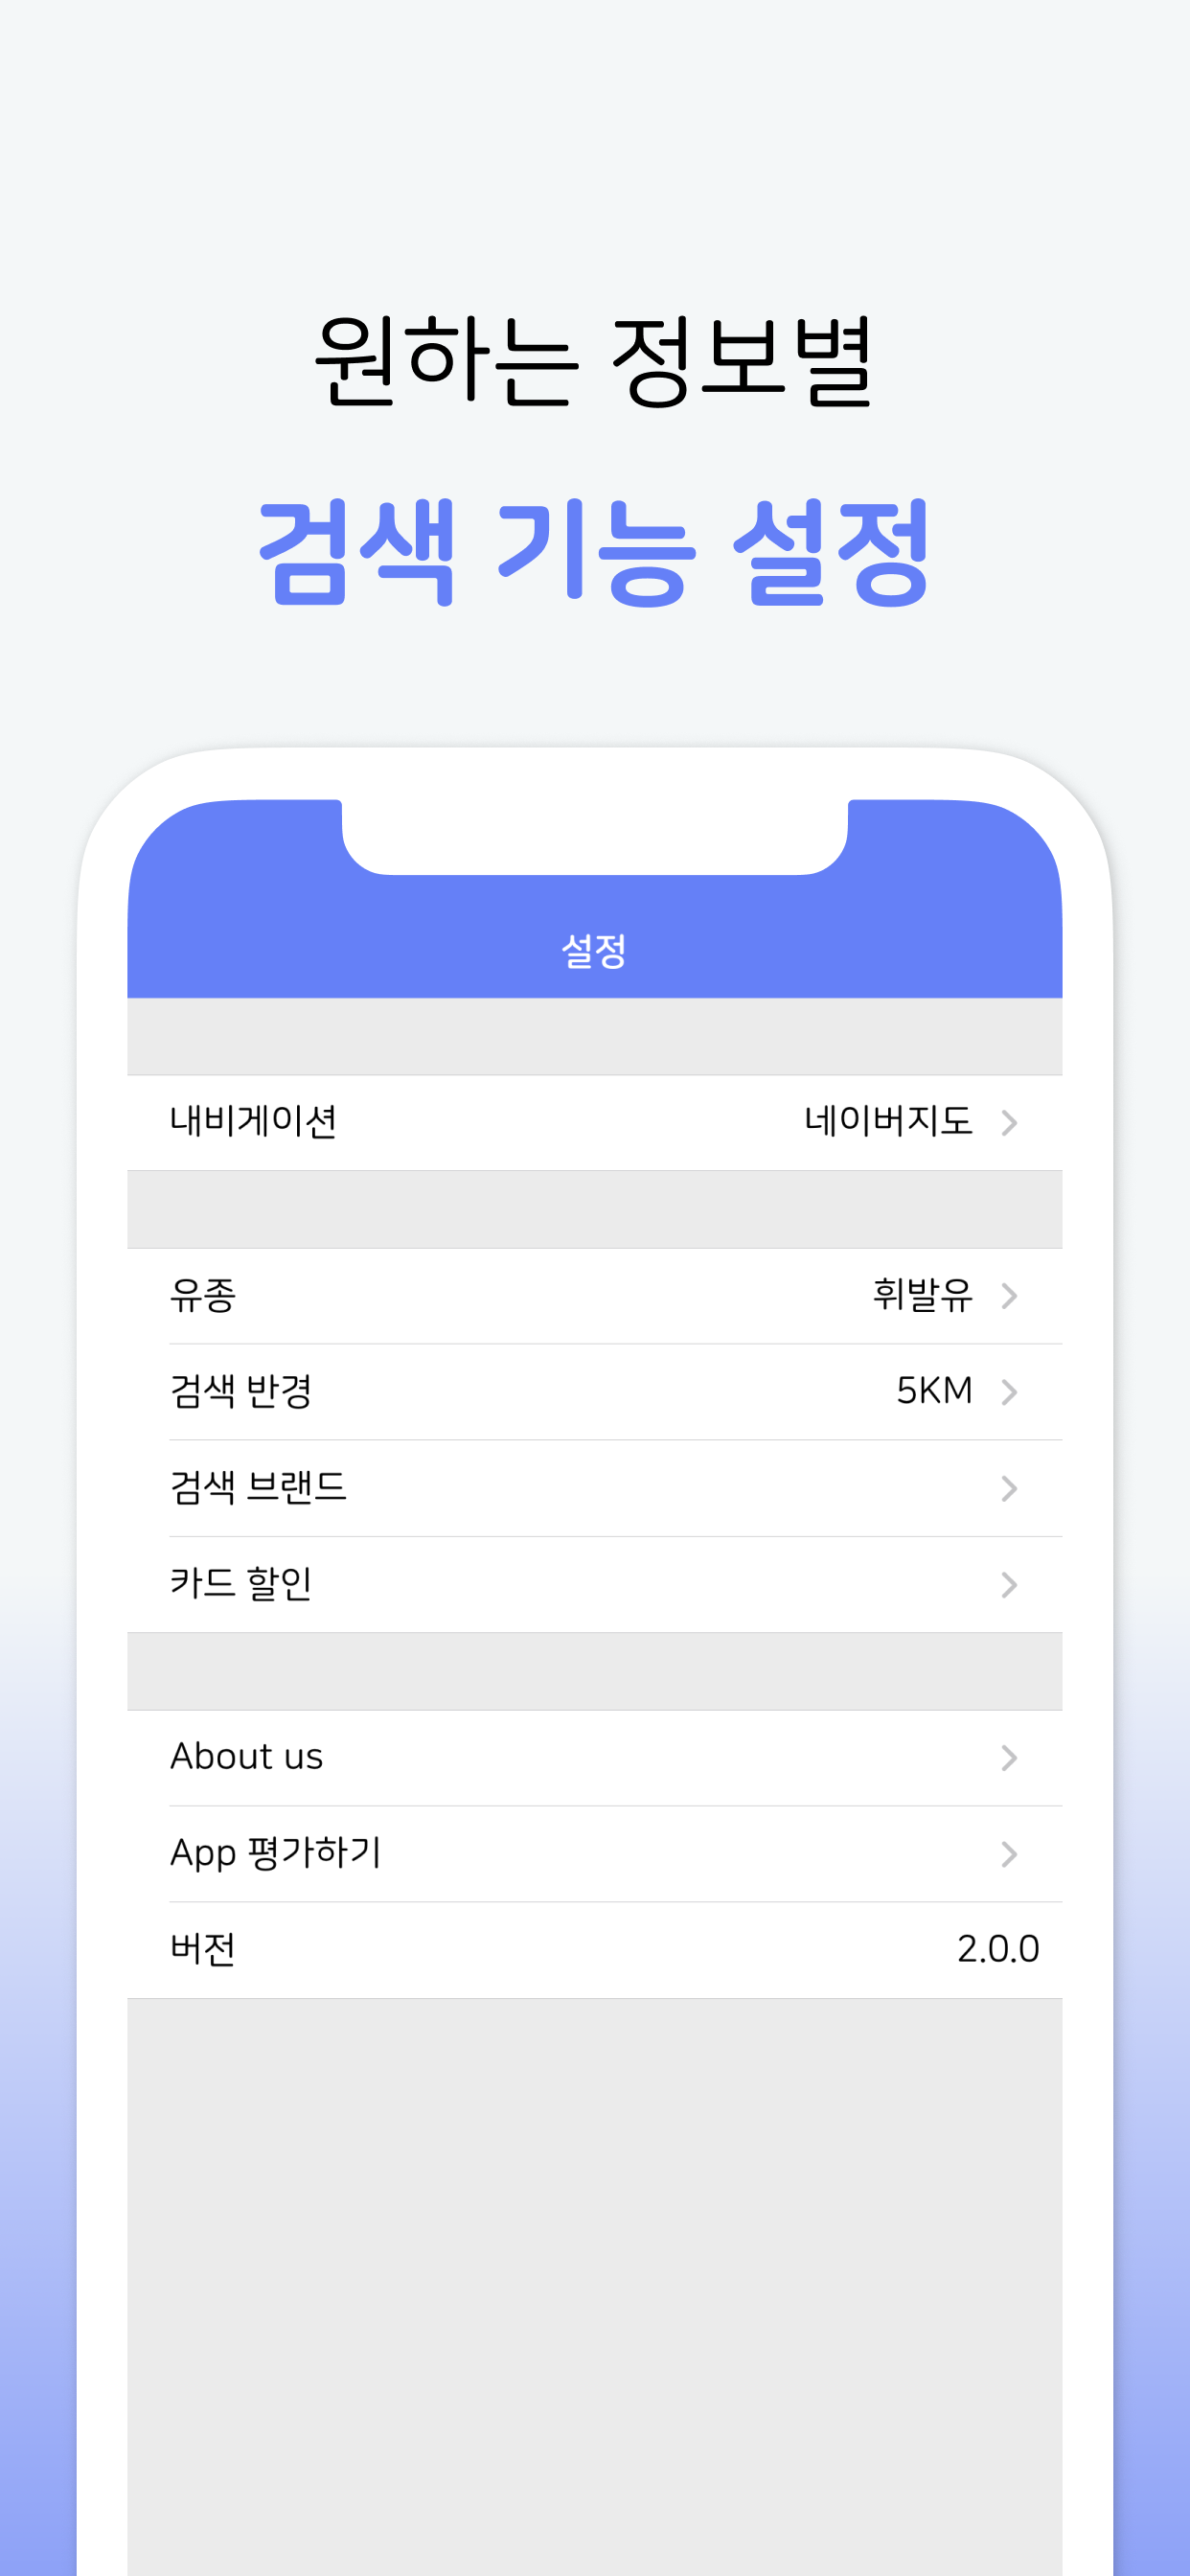 원하는 정보별
검색 기능 설정
설정
내비게이션 네이버지도
유종 휘발유
검색 반경 5KM
검색 브랜드
카드 할인
About us
App 평가하기
버전 2.0.0